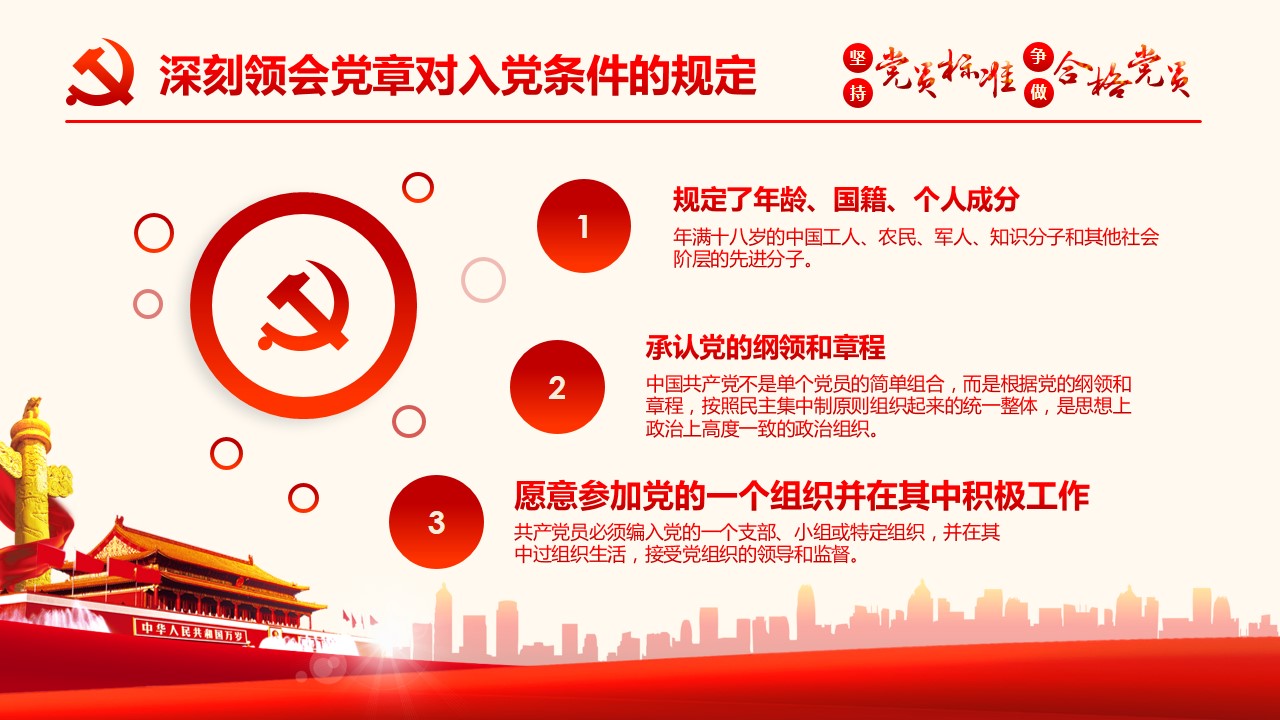 深刻领会党章对入党条件的规定
坚持 党员标准 争做 合格党员
1
规定了年龄、国籍、个人成分
年满十八岁的中国工人、农民、军人、知识分子和其他社会
阶层的先进分子。
2
承认党的纲领和章程
中国共产党不是单个党员的简单组合，而是根据党的纲领和
章程，按照民主集中制原则组织起来的统一整体，是思想上
政治上高度一致的政治组织。
3
愿意参加党的一个组织并在其中积极工作
共产党员必须编入党的一个支部、小组或特定组织，并在其
中过组织生活，接受党组织的领导和监督。
中华人民共和国万岁